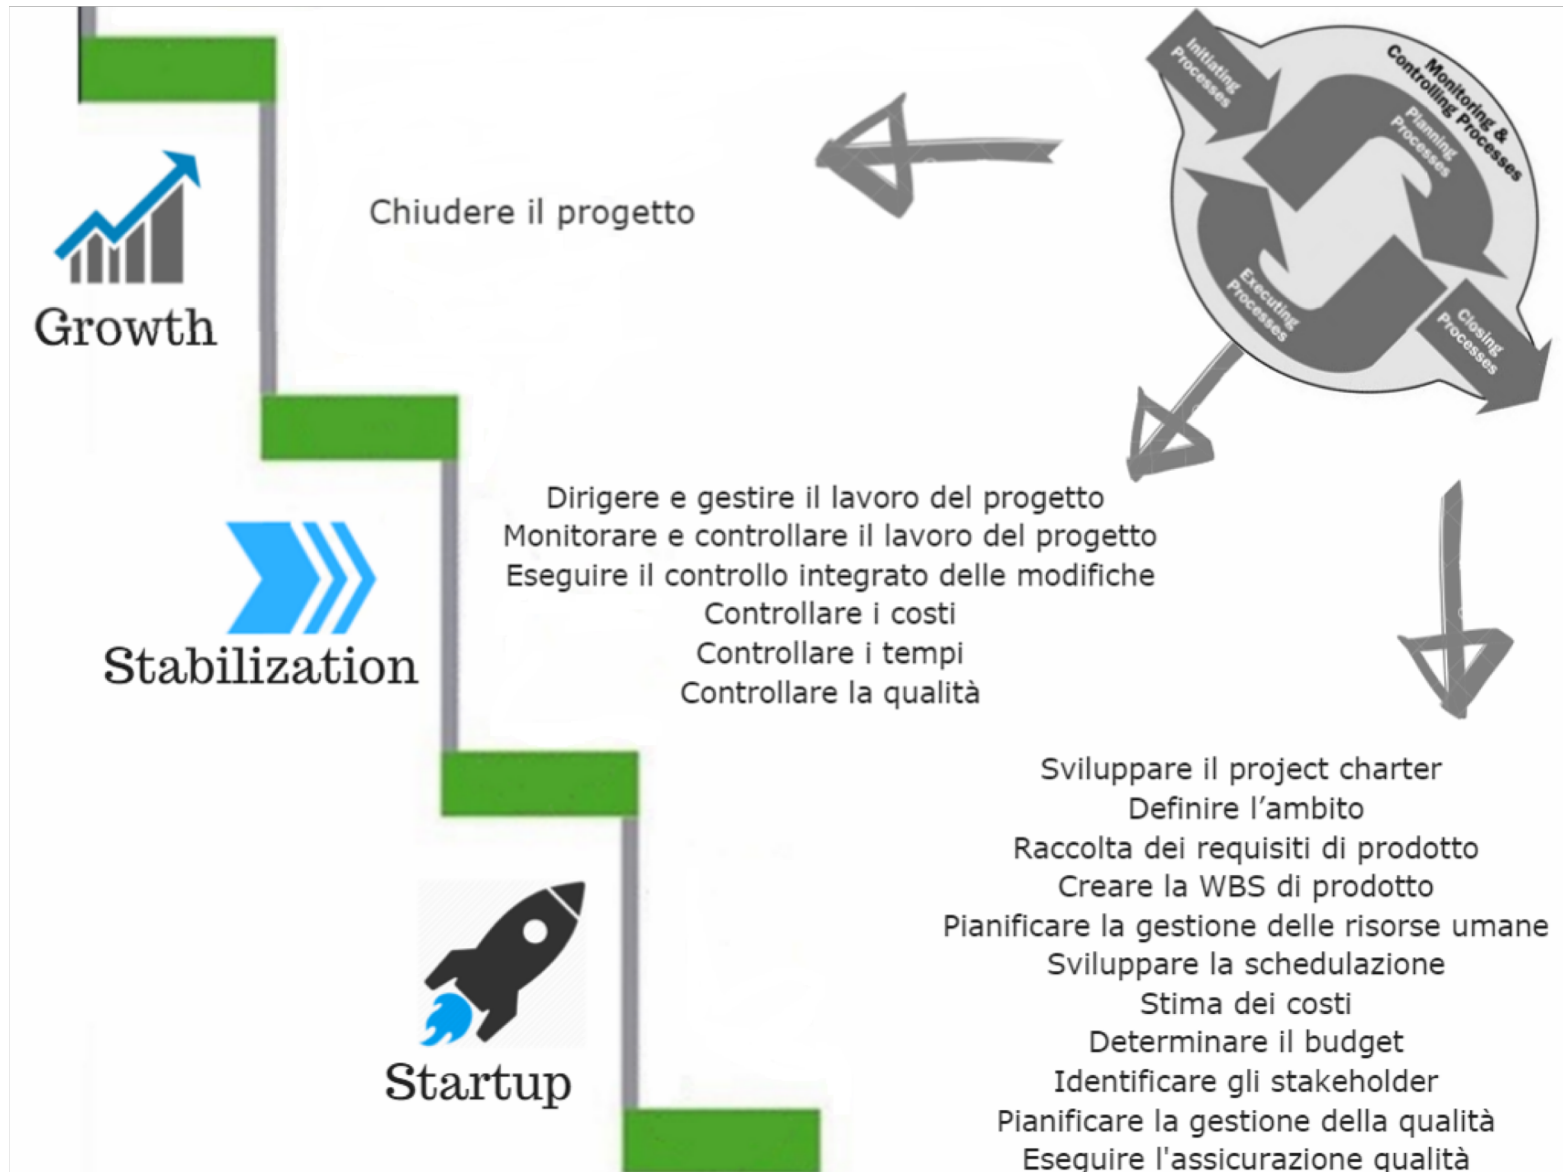 Initiating
Processes
Monitoring &
Controlling Processes
Planning
Processes
Executing
Processes
Closing
Processes
Chiudere il progetto
Growth
Dirigere e gestire il lavoro del progetto
Monitorare e controllare il lavoro del progetto
Eseguire il controllo integrato delle modifiche
Controllare i costi
Controllare i tempi
Controllare la qualità
Stabilization
Sviluppare il project charter
Definire l’ambito
Raccolta dei requisiti di prodotto
Creare la WBS di prodotto
Pianificare la gestione delle risorse umane
Sviluppare la schedulazione
Stima dei costi
Determinare il budget
Identificare gli stakeholder
Pianificare la gestione della qualità
Eseguire l'assicurazione qualità
Startup